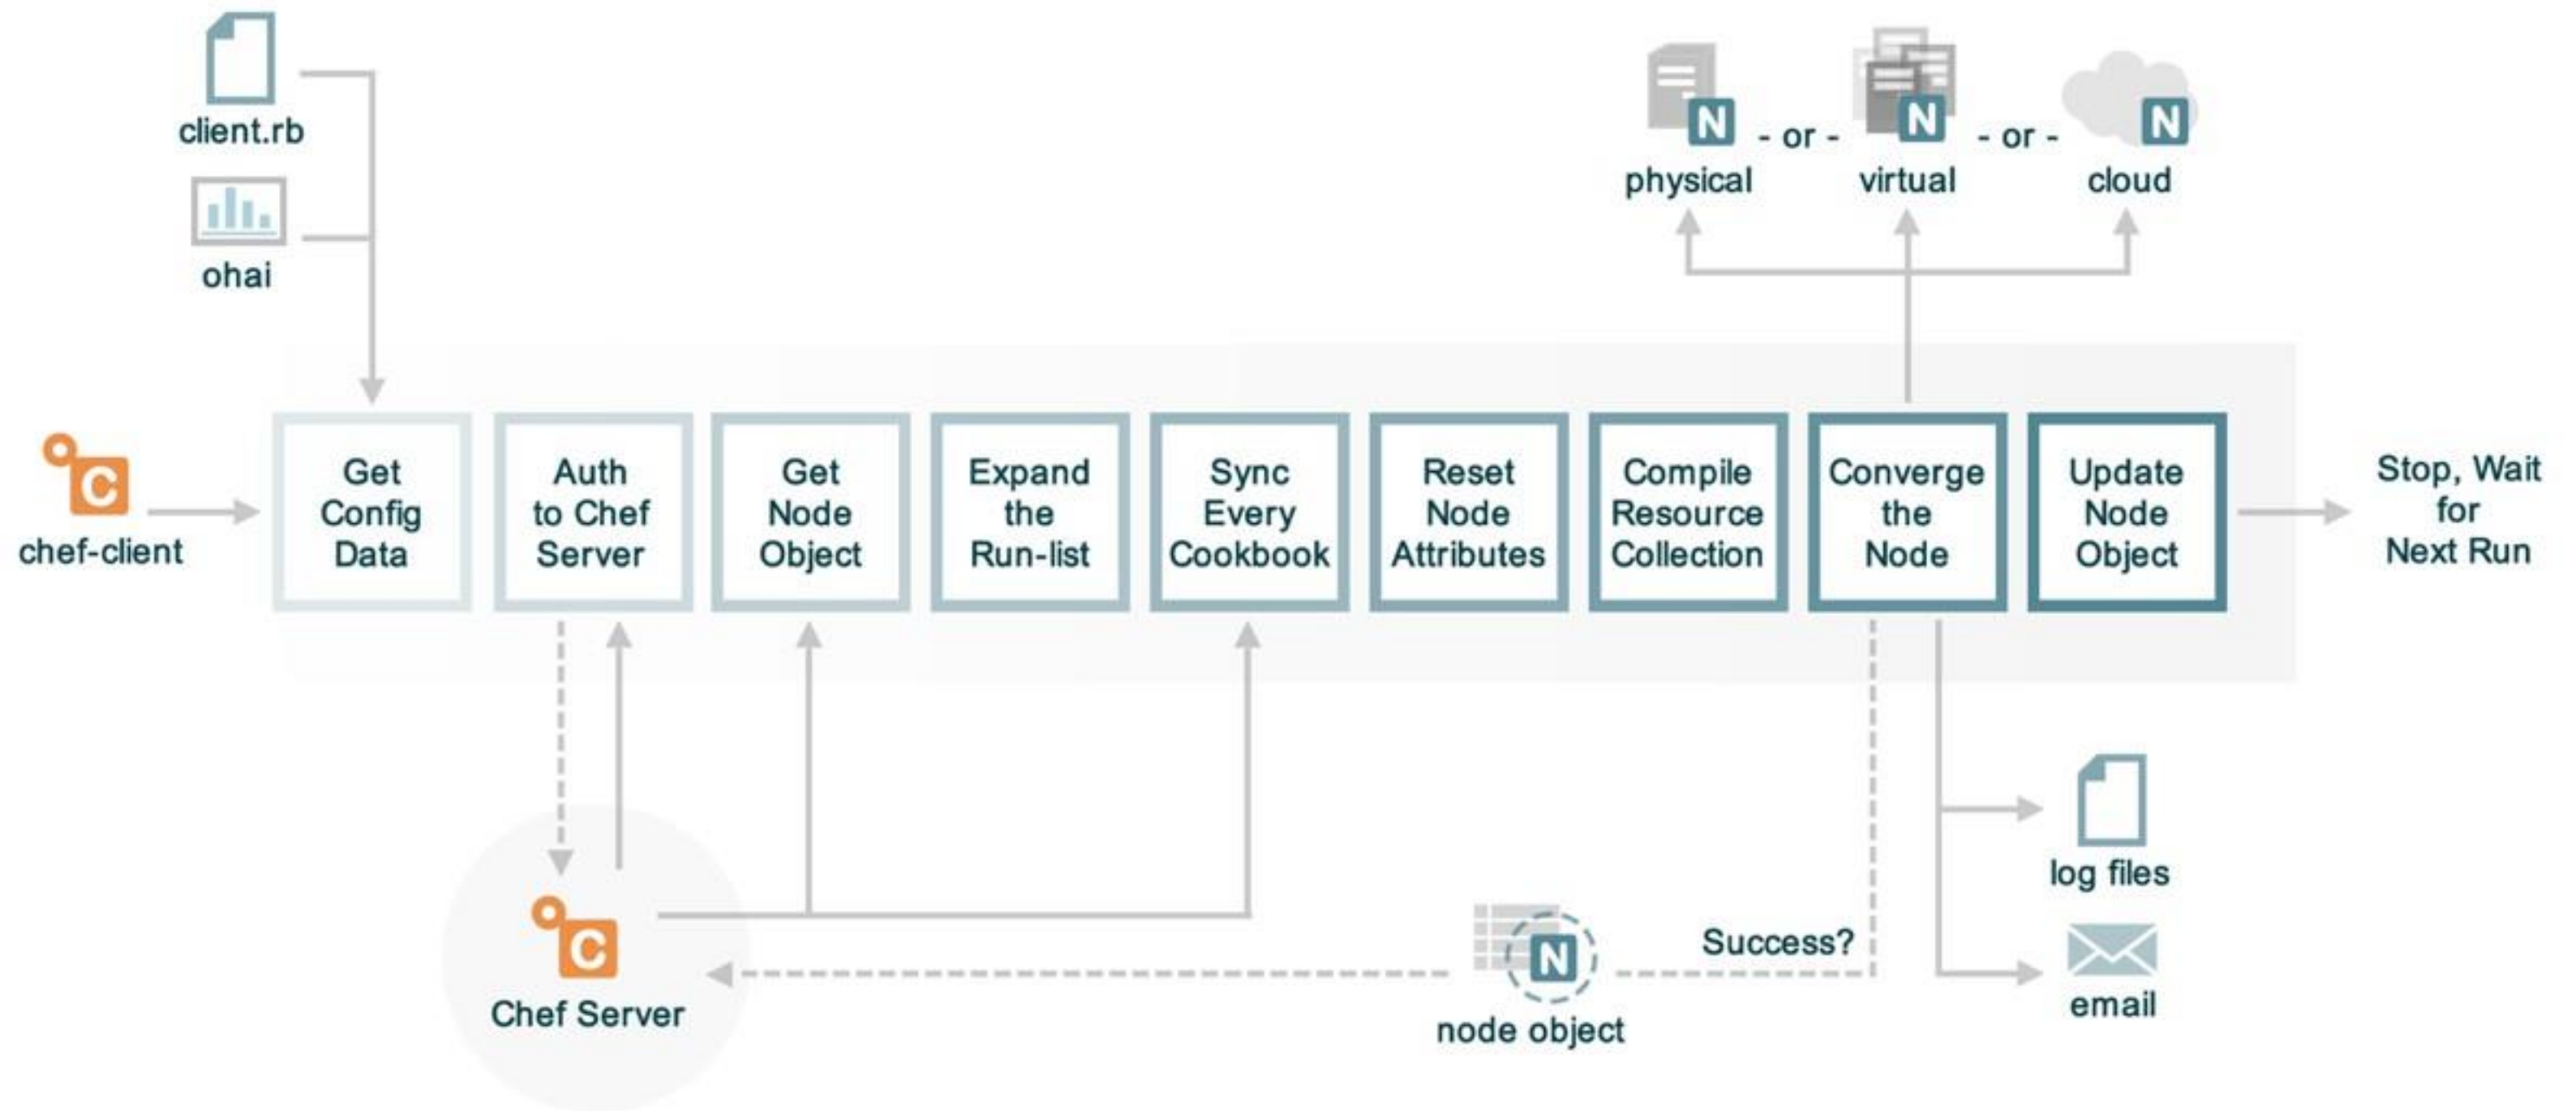 client.rb
ohai
N
- or -
N
- or -
N
physical
virtual
cloud
C
chef-client
Get
Config
Data
Auth
to Chef
Server
Get
Node
Object
Expand
the
Run-list
Sync
Every
Cookbook
Reset
Node
Attributes
Compile
Resource
Collection
Converge
the
Node
Update
Node
Object
Stop, Wait
for
Next Run
C
Chef Server
N
node object
Success?
log files
email